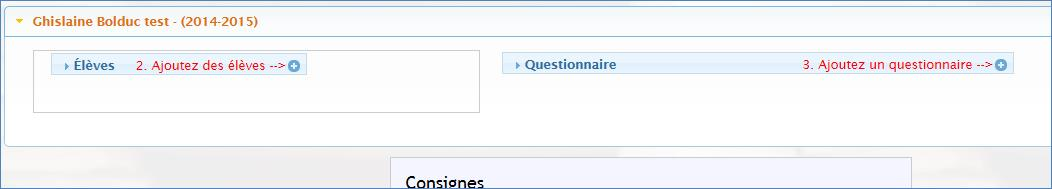 Ghislaine Bolduc test - (2014-2015)
Élèves 2. Ajoutez des élèves -->
Questionnaire 3. Ajoutez un questionnaire -->
Consignes